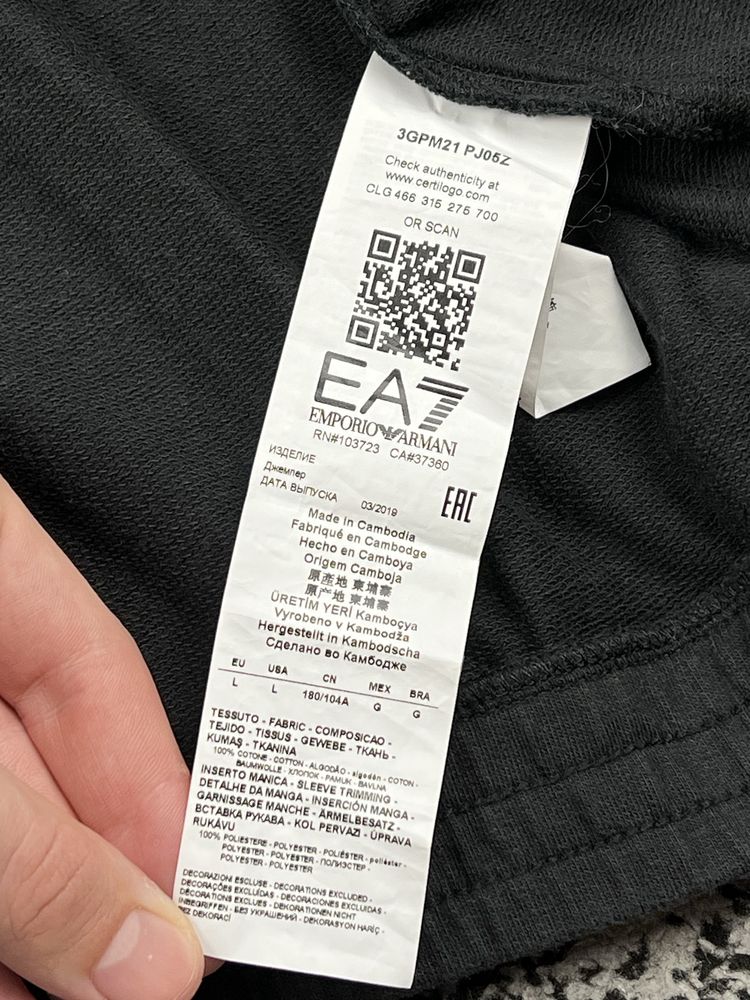 3GPM21 PJ05Z
Check authenticity at
www.certilogo.com
CLG 466 315 275 700
OR SCAN
EA7
EMPORIO ARMANI
RN#103723 CA#37360
ИЗДЕЛИЕ
Джемпер
ДАТА ВЫПУСКА 03/2019
EAC
Made in Cambodia
Fabriqué en Cambodge
Hecho en Camboya
Origem Camboja
原産地 東埔寨
原产地 柬埔寨
ÜRETİM YERİ Kamboçya
Vyrobeno v Kambodža
Hergestellt in Kambodscha
Сделано во Камбодже
EU USA CN MEX BRA
L L 180/104A G G
TESSUTO - FABRIC - COMPOSICAO -
TEJIDO - TISSUS - GEWEBE - ТКАНЬ -
KUMAŞ - TKANINA
100% COTONE - COTTON - ALGODÃO - algodón - COTON -
BAUMWOLLE - ХЛОПОК - PAMUK - BAVLNA
INSERTO MANICA - SLEEVE TRIMMING -
DETALHE DA MANGA - INSERCIÓN MANGA -
GARNISSAGE MANCHE - ÄRMELBESATZ -
ВСТАВКА РУКАВА - KOL PERVAZI - ÚPRAVA
RUKÁVU
100% POLIESTERE - POLYESTER - POLIÉSTER - poliéster -
POLYESTER - POLYESTER - ПОЛИЭСТЕР -
POLYESTER - POLYESTER
DECORAZIONI ESCLUSE - DECORATIONS EXCLUDED -
DECORAÇÕES EXCLUÍDAS - DECORACIONES EXCLUIDAS -
DÉCORATIONS EXCLUES - DEKORATIONEN NICHT
INBEGRIFFEN - БЕЗ УКРАШЕНИЙ - DEKORASYON HARİÇ -
BEZ DEKORACÍ